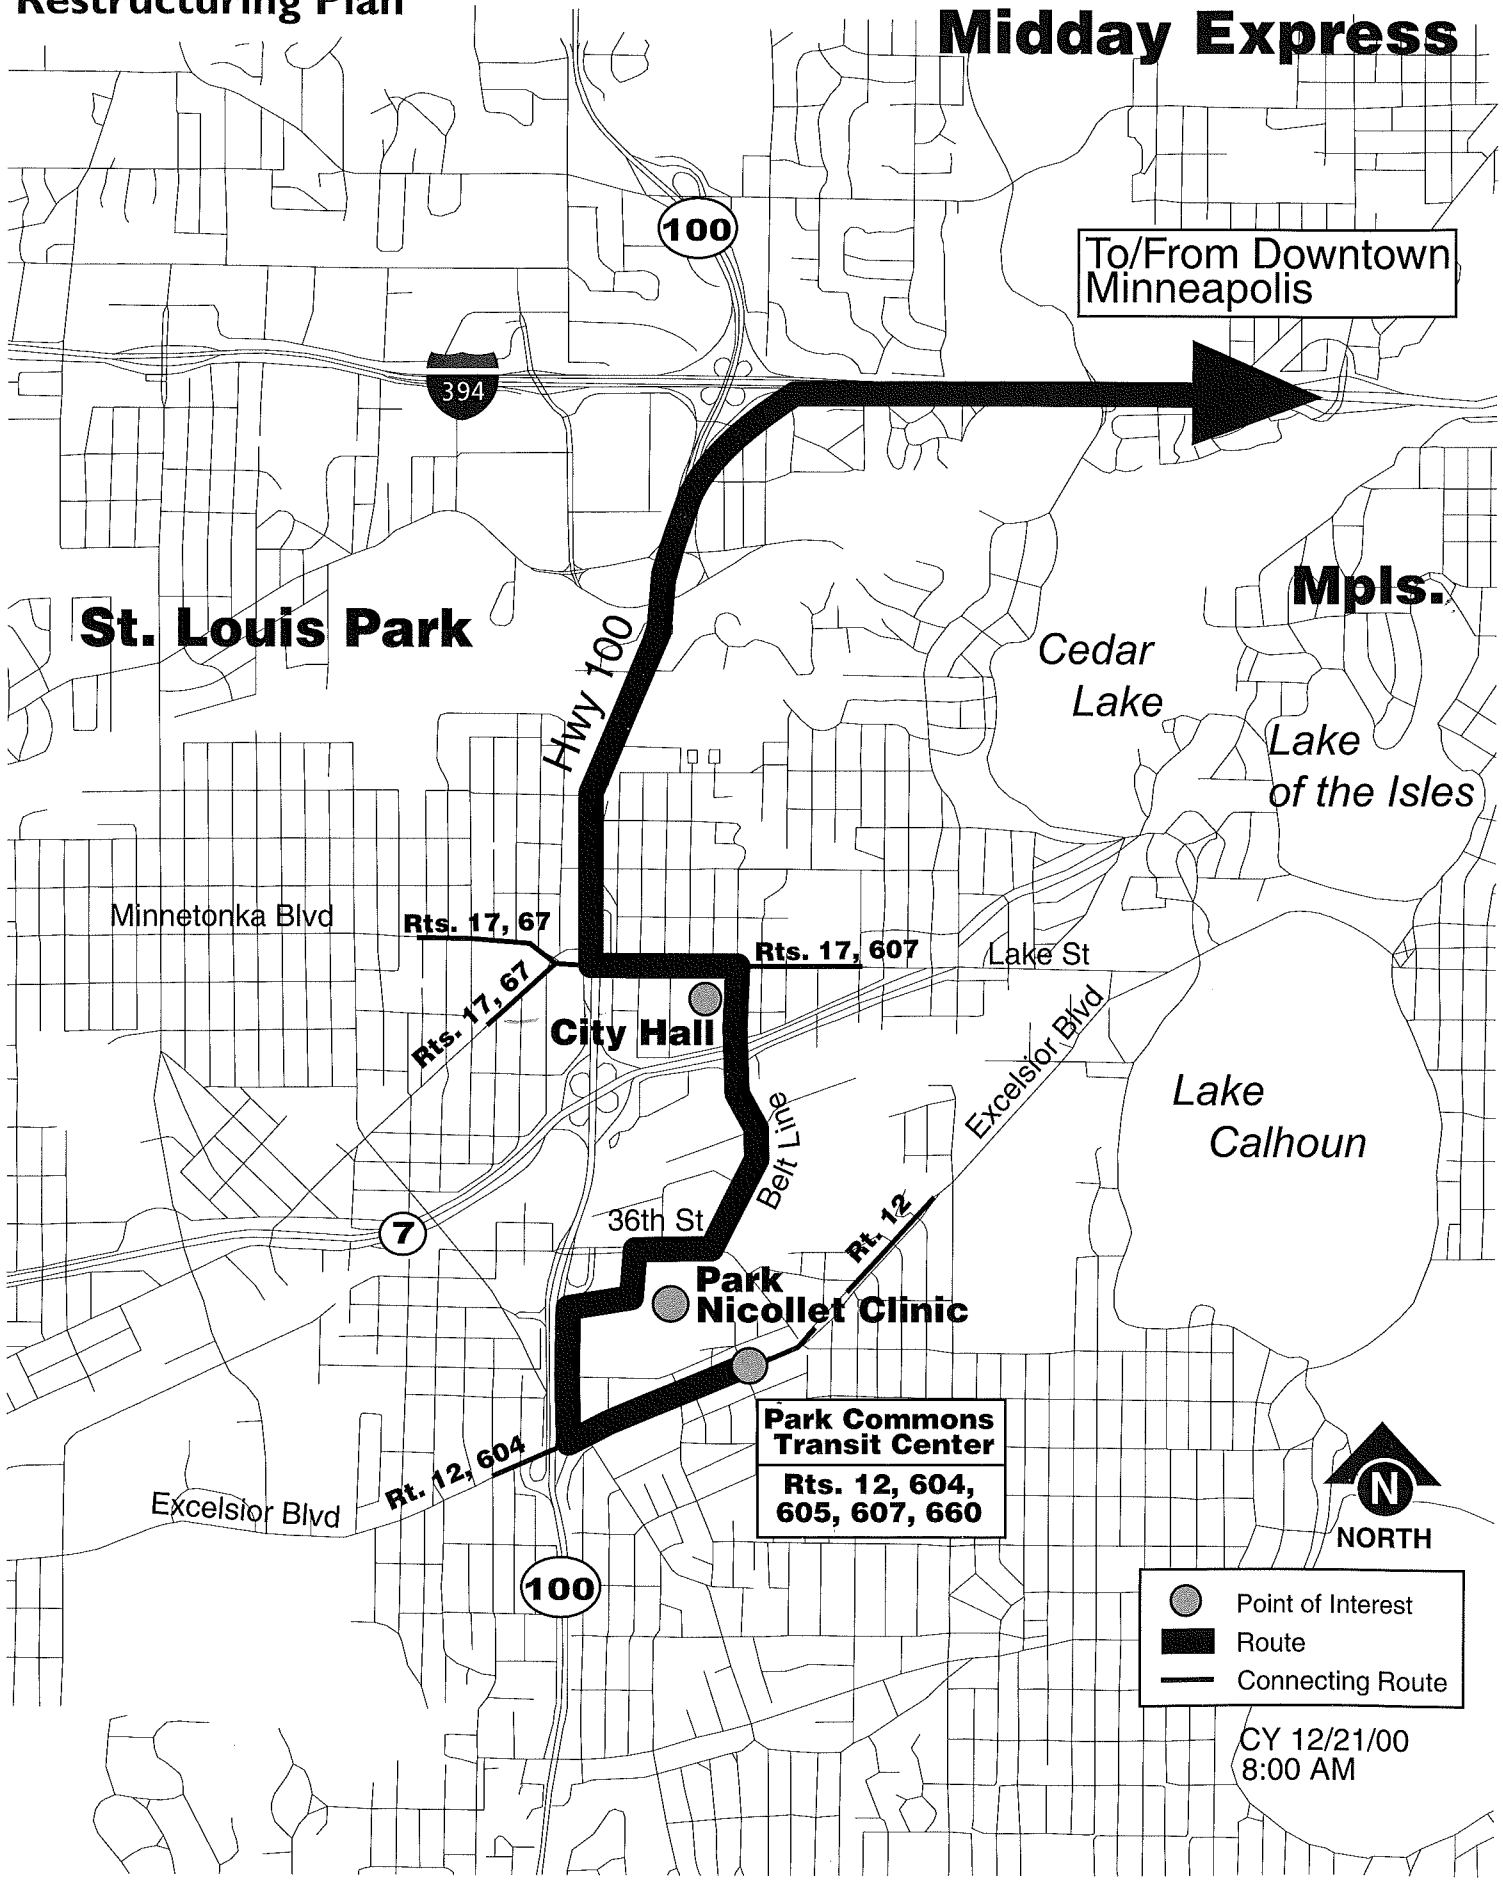 Restructuring Plan
Midday Express
100
To/From Downtown
Minneapolis
394
Mpls.
St. Louis Park
Hwy 100
Cedar
Lake
Lake
of the Isles
Minnetonka Blvd
Rts. 17, 67
Rts. 17, 607
Lake St
Rts. 17, 67
City Hall
Excelsior Blvd
Lake
Calhoun
Belt Line
36th St
Rt. 12
7
Park
Nicollet Clinic
Park Commons
Transit Center
Rts. 12, 604,
605, 607, 660
Rt. 12, 604
Excelsior Blvd
N
NORTH
100
Point of Interest
Route
Connecting Route
CY 12/21/00
8:00 AM